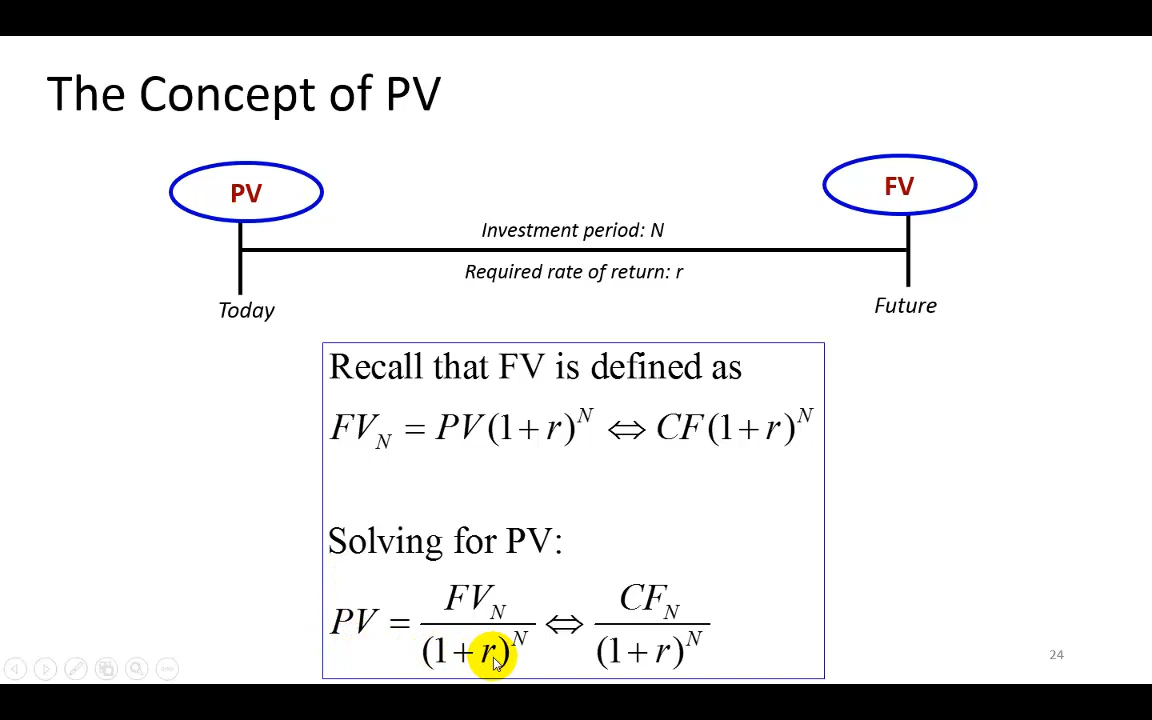 The Concept of PV
PV
FV
Investment period: N
Required rate of return: r
Today
Future
Recall that FV is defined as
FV_N = PV(1 + r)^N ⇔ CF(1 + r)^N
Solving for PV:
PV = FV_N / (1 + r)^N ⇔ CF_N / (1 + r)^N
24